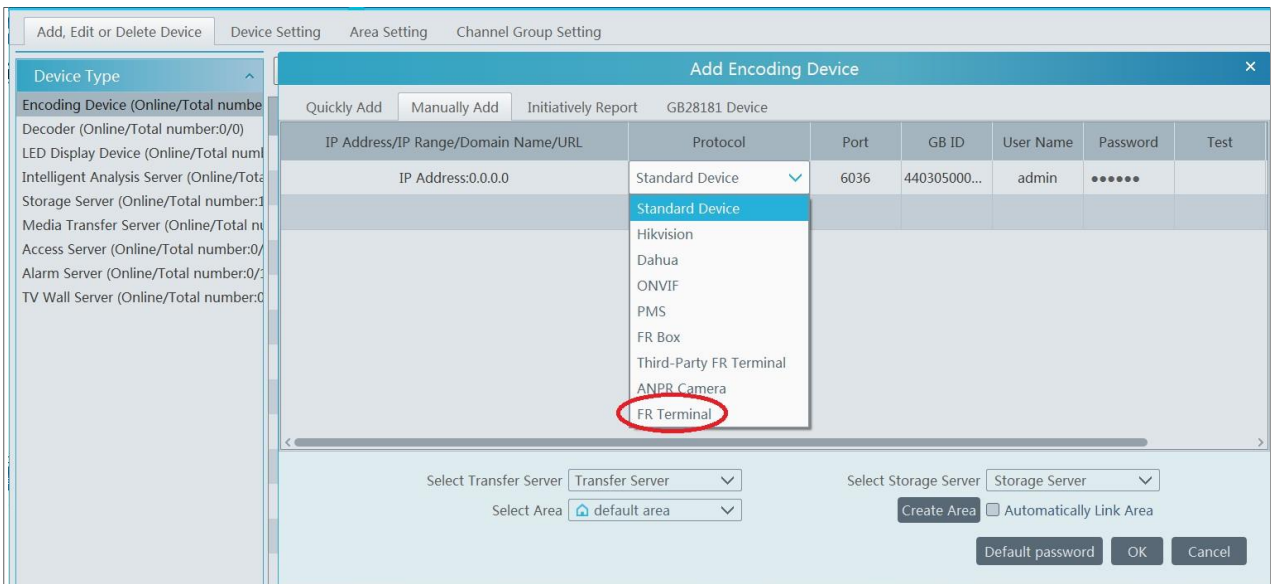 Add, Edit or Delete Device Device Setting Area Setting Channel Group Setting
Device Type
Encoding Device (Online/Total numbe
Decoder (Online/Total number:0/0)
LED Display Device (Online/Total numl
Intelligent Analysis Server (Online/Tota
Storage Server (Online/Total number:1
Media Transfer Server (Online/Total nu
Access Server (Online/Total number:0/
Alarm Server (Online/Total number:0/1
TV Wall Server (Online/Total number:0
Add Encoding Device
Quickly Add Manually Add Initiatively Report GB28181 Device
IP Address/IP Range/Domain Name/URL Protocol Port GB ID User Name Password Test
IP Address:0.0.0.0 Standard Device 6036 440305000... admin ●●●●●●
Standard Device
Hikvision
Dahua
ONVIF
PMS
FR Box
Third-Party FR Terminal
ANPR Camera
FR Terminal
Select Transfer Server Transfer Server Select Storage Server Storage Server
Select Area default area Create Area Automatically Link Area
Default password OK Cancel